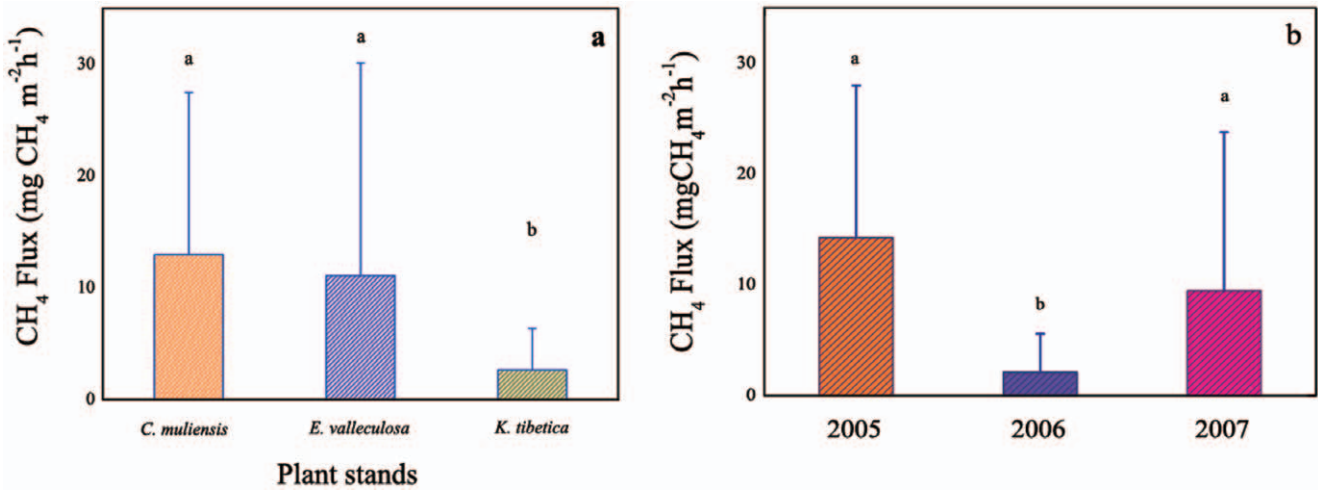 a
CH₄ Flux (mg CH₄ m⁻²h⁻¹)
30
20
10
0
a
a
b
C. muliensis E. valleculosa K. tibetica
Plant stands
b
CH₄ Flux (mgCH₄m⁻²h⁻¹)
30
20
10
0
a
b
a
2005 2006 2007